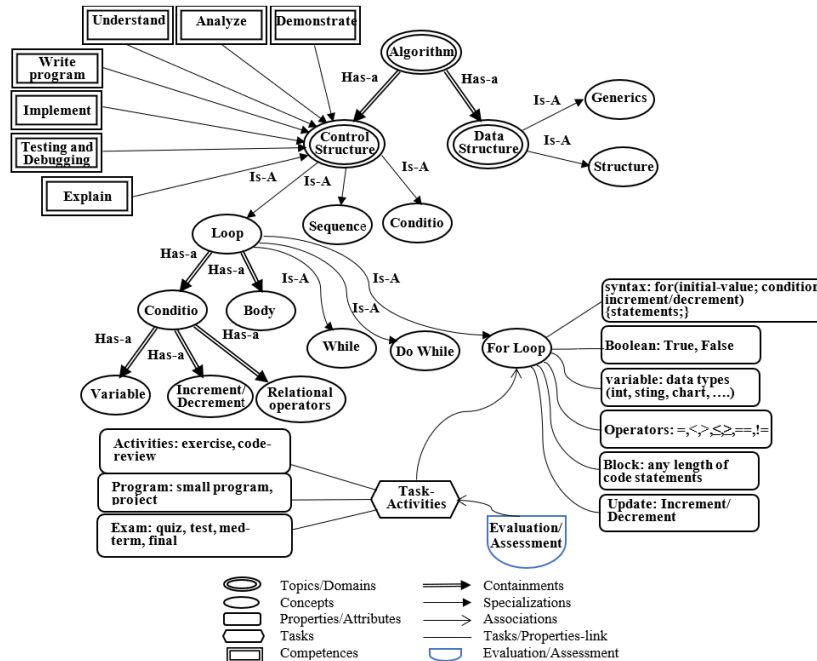 Understand
Analyze
Demonstrate
Algorithm
Write
program
Has-a
Has-a
Is-A
Generics
Implement
Control
Structure
Data
Structure
Is-A
Testing and
Debugging
Structure
Is-A
Is-A
Is-A
Explain
Sequence
Conditio
Loop
Has-a
Has-a
Is-A
Is-A
syntax: for(initial-value; condition
increment/decrement)
{statements;}
Conditio
Body
Is-A
Has-a
Has-a
Has-a
While
Do While
For Loop
Boolean: True, False
Variable
Increment/
Decrement
Relational
operators
variable: data types
(int, sting, chart, ....)
Operators: =,<,>,≤,≥,==,!=
Activities: exercise, code-
review
Block: any length of
code statements
Program: small program,
project
Task-
Activities
Update: Increment/
Decrement
Exam: quiz, test, med-
term, final
Evaluation/
Assessment
Topics/Domains
Containments
Concepts
Specializations
Properties/Attributes
Associations
Tasks
Tasks/Properties-link
Competences
Evaluation/Assessment